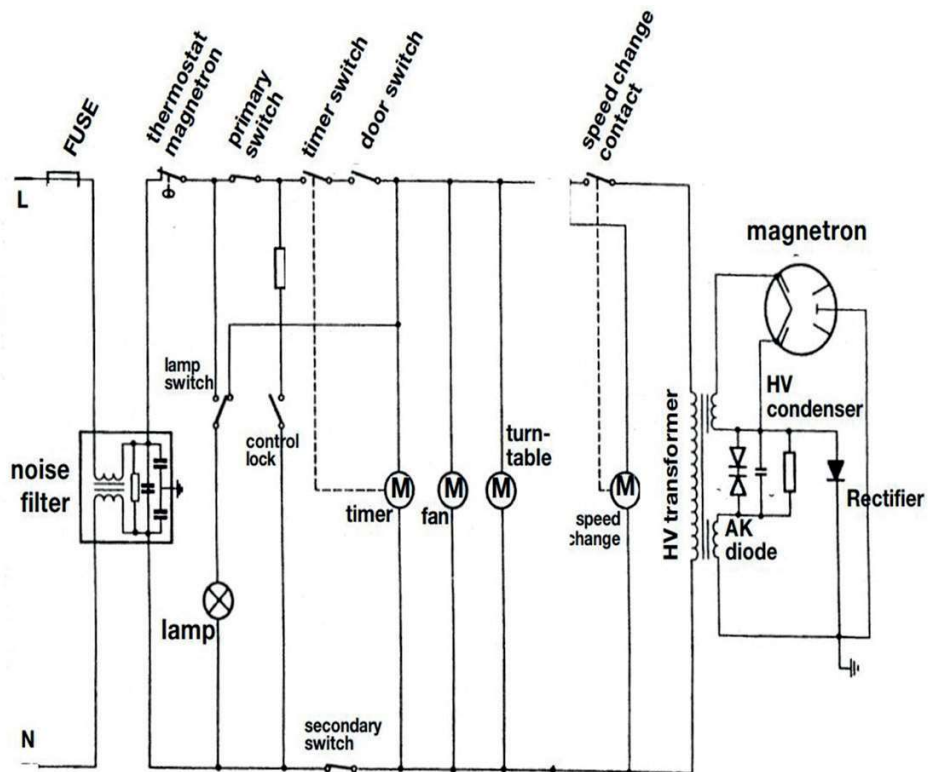 FUSE
thermostat
magnetron
primary
switch
timer switch
door switch
speed change
contact
L
magnetron
lamp
switch
control
lock
HV
condenser
turn-
table
noise
filter
M
M
M
M
timer
fan
speed
change
HV transformer
AK
diode
Rectifier
lamp
secondary
switch
N